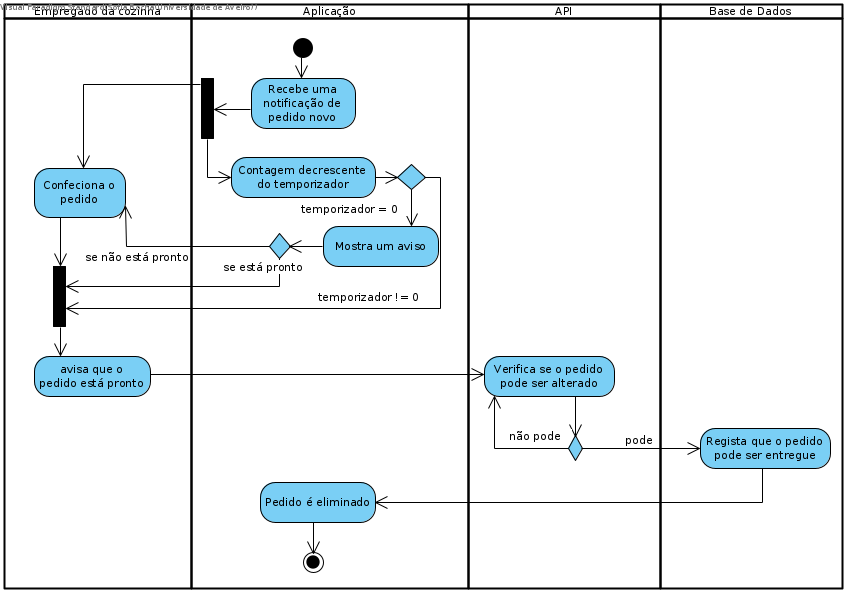 Visual Paradigm Standard
Universidade de Aveiro
Empregado da cozinha
Aplicação
API
Base de Dados
Recebe uma
notificação de
pedido novo
Contagem decrescente
do temporizador
Confeciona o
pedido
temporizador = 0
Mostra um aviso
se não está pronto
se está pronto
temporizador != 0
avisa que o
pedido está pronto
Verifica se o pedido
pode ser alterado
não pode
pode
Regista que o pedido
pode ser entregue
Pedido é eliminado